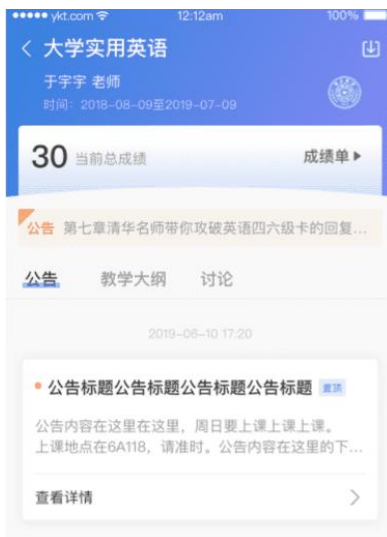 ykt.com 12:12am 100%
大学实用英语
于宇宇 老师
时间：2018-08-09至2019-07-09
30 当前总成绩 成绩单
公告 第七章清华名师带你攻破英语四六级卡的回复...
公告 教学大纲 讨论
2019-06-10 17:20
公告标题公告标题公告标题公告标题 置顶
公告内容在这里在这里，周日要上课上课上课。
上课地点在6A118，请准时。公告内容在这里的下...
查看详情